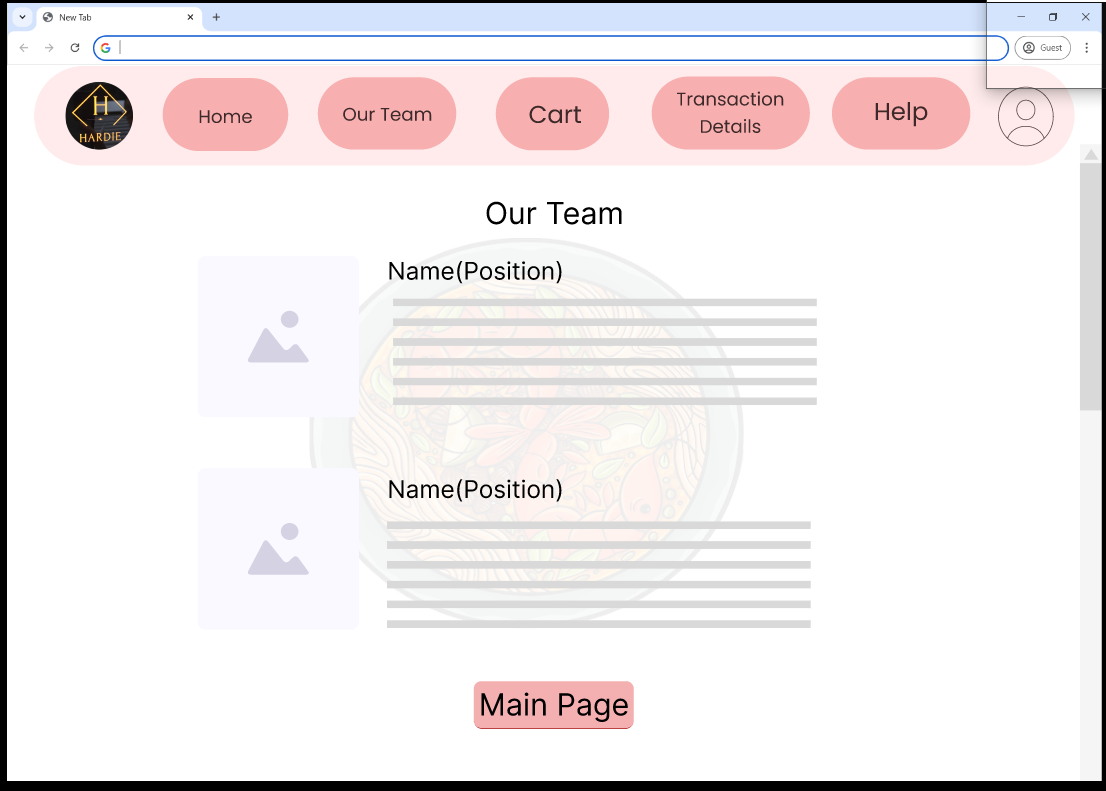 New Tab
Guest
H
HARDIE
Home
Our Team
Cart
Transaction
Details
Help
Our Team
Name(Position)
Name(Position)
Main Page